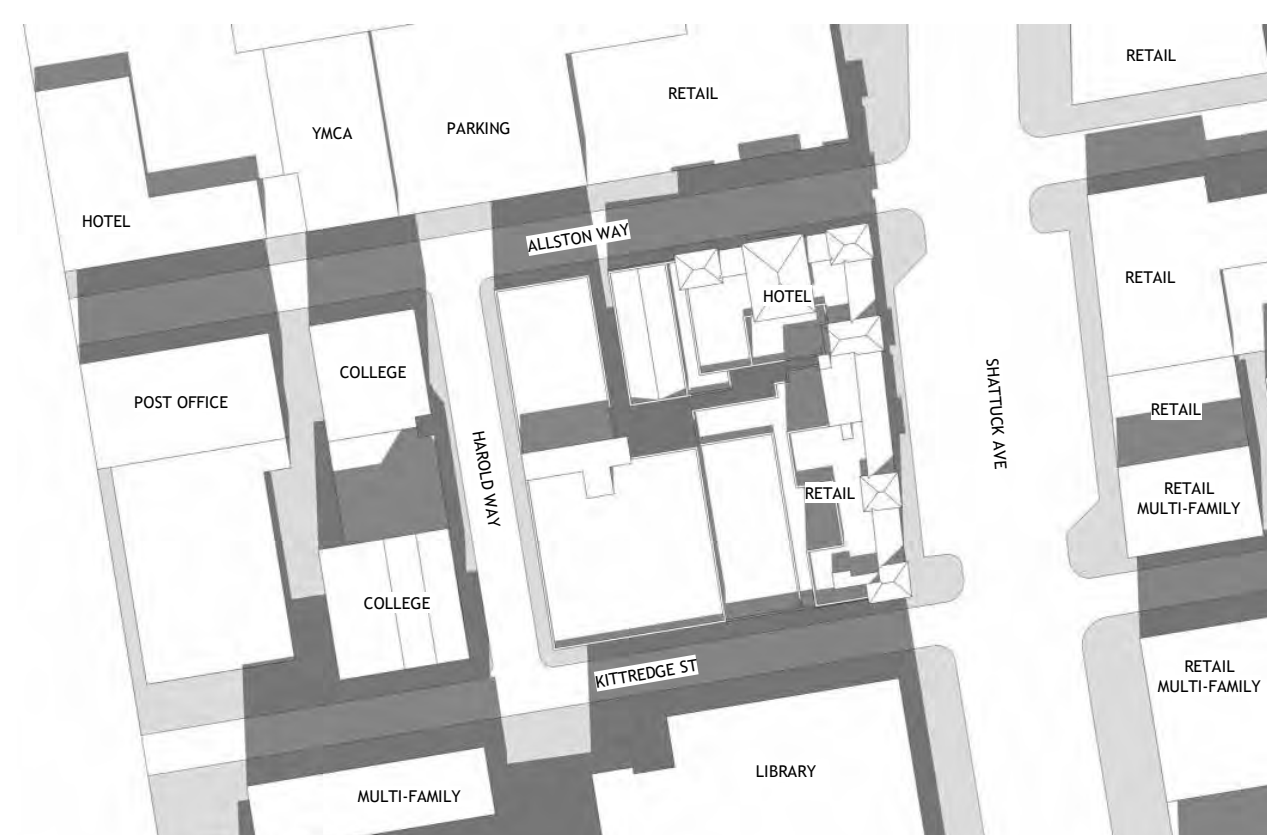 RETAIL
RETAIL
YMCA
PARKING
HOTEL
ALLSTON WAY
HOTEL
RETAIL
COLLEGE
POST OFFICE
SHATTUCK AVE
RETAIL
HAROLD WAY
RETAIL
RETAIL
MULTI-FAMILY
COLLEGE
KITTREDGE ST
RETAIL
MULTI-FAMILY
LIBRARY
MULTI-FAMILY